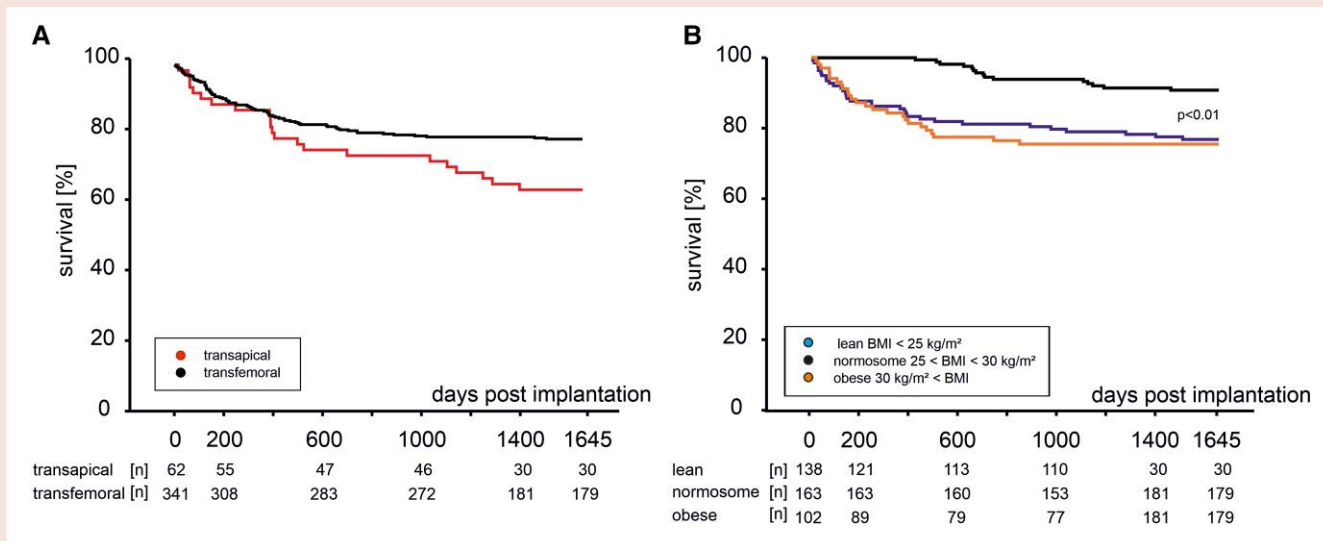 A
100
80
60
40
20
0
survival [%]
transapical
transfemoral
days post implantation
0 200 600 1000 1400 1645
transapical [n] 62 55 47 46 30 30
transfemoral [n] 341 308 283 272 181 179
B
100
80
60
40
20
0
survival [%]
p<0.01
lean BMI < 25 kg/m²
normosome 25 < BMI < 30 kg/m²
obese 30 kg/m² < BMI
days post implantation
0 200 600 1000 1400 1645
lean [n] 138 121 113 110 30 30
normosome [n] 163 163 160 153 181 179
obese [n] 102 89 79 77 181 179